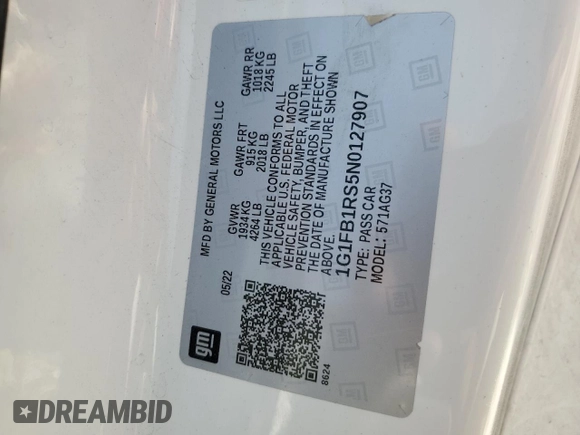 MFD BY GENERAL MOTORS LLC
GVWR GAWR FRT GAWR RR
1934 KG 915 KG 1018 KG
4264 LB 2018 LB 2245 LB
THIS VEHICLE CONFORMS TO ALL
APPLICABLE U.S. FEDERAL MOTOR
VEHICLE SAFETY, BUMPER, AND THEFT
PREVENTION STANDARDS IN EFFECT ON
THE DATE OF MANUFACTURE SHOWN
ABOVE.
1G1FB1RS5N0127907
TYPE: PASS CAR
MODEL: 571AG37
05/22
gm
8624
DREAMBID